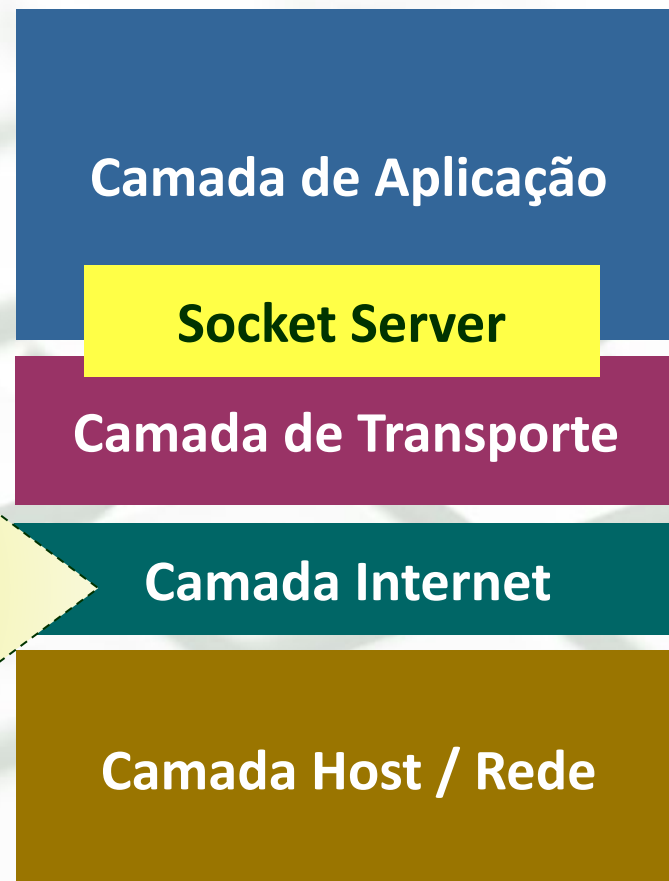 Camada de Aplicação
Socket Server
Camada de Transporte
Camada Internet
Camada Host / Rede